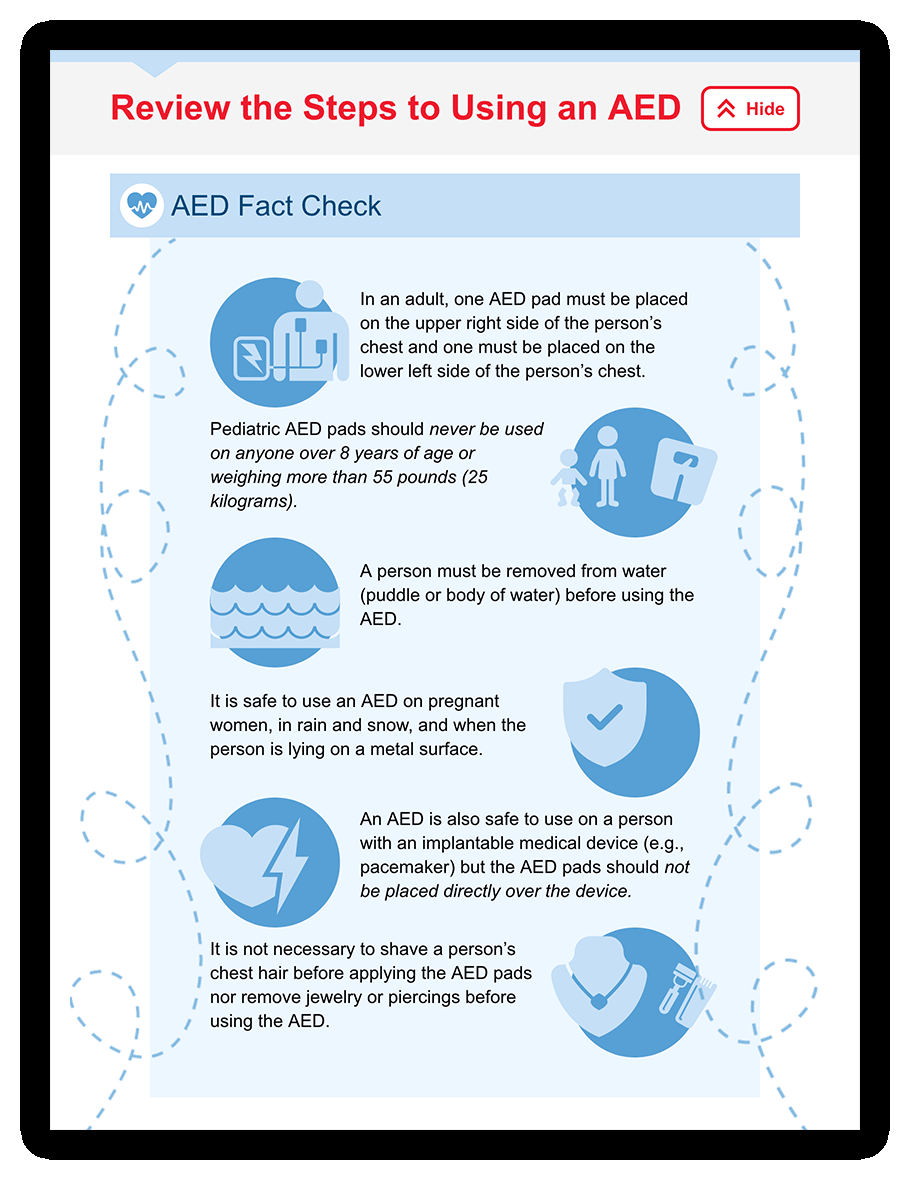 Review the Steps to Using an AED
Hide
AED Fact Check
In an adult, one AED pad must be placed
on the upper right side of the person’s
chest and one must be placed on the
lower left side of the person’s chest.
Pediatric AED pads should never be used
on anyone over 8 years of age or
weighing more than 55 pounds (25
kilograms).
A person must be removed from water
(puddle or body of water) before using the
AED.
It is safe to use an AED on pregnant
women, in rain and snow, and when the
person is lying on a metal surface.
An AED is also safe to use on a person
with an implantable medical device (e.g.,
pacemaker) but the AED pads should not
be placed directly over the device.
It is not necessary to shave a person’s
chest hair before applying the AED pads
nor remove jewelry or piercings before
using the AED.